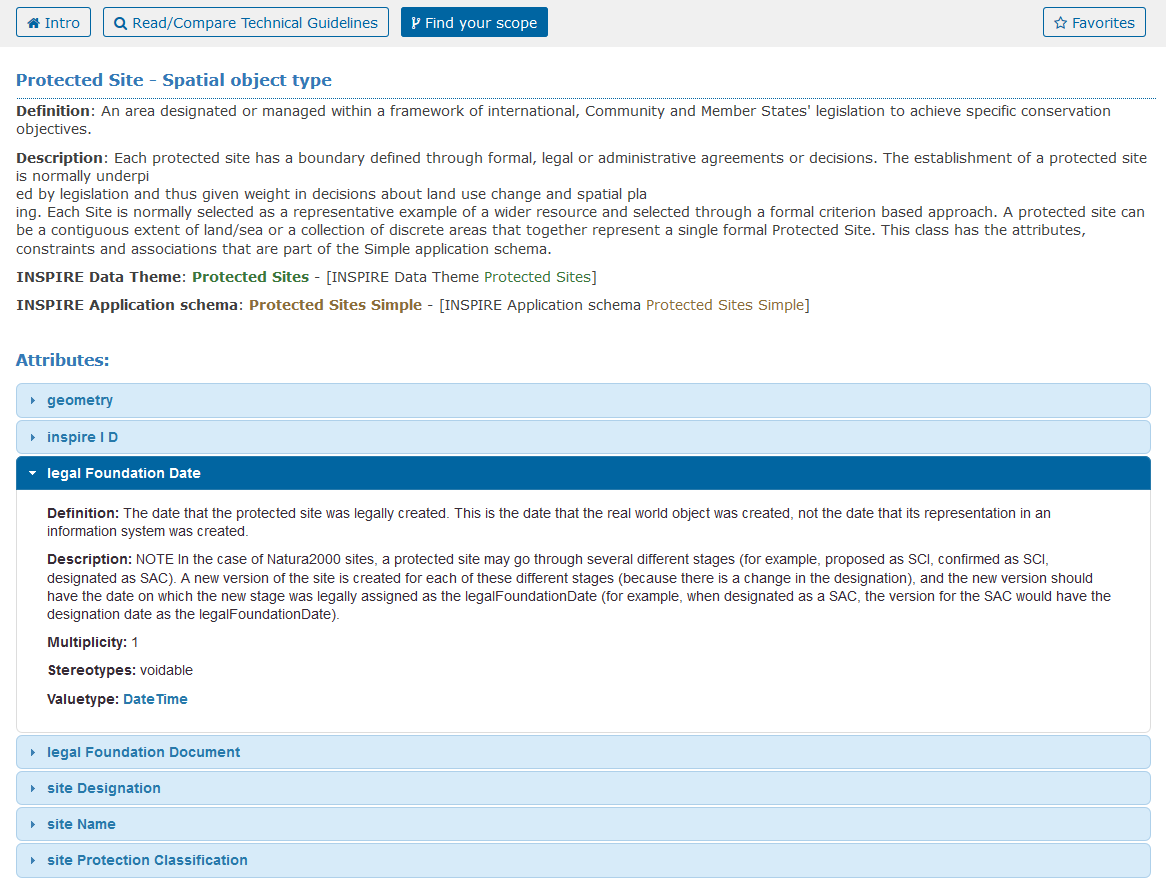 Intro
Read/Compare Technical Guidelines
Find your scope
Favorites
Protected Site - Spatial object type
Definition: An area designated or managed within a framework of international, Community and Member States' legislation to achieve specific conservation
objectives.
Description: Each protected site has a boundary defined through formal, legal or administrative agreements or decisions. The establishment of a protected site
is normally underpi
ed by legislation and thus given weight in decisions about land use change and spatial pla
ing. Each Site is normally selected as a representative example of a wider resource and selected through a formal criterion based approach. A protected site can
be a contiguous extent of land/sea or a collection of discrete areas that together represent a single formal Protected Site. This class has the attributes,
constraints and associations that are part of the Simple application schema.
INSPIRE Data Theme: Protected Sites - [INSPIRE Data Theme Protected Sites]
INSPIRE Application schema: Protected Sites Simple - [INSPIRE Application schema Protected Sites Simple]
Attributes:
geometry
inspire I D
legal Foundation Date
Definition: The date that the protected site was legally created. This is the date that the real world object was created, not the date that its representation in an
information system was created.
Description: NOTE In the case of Natura2000 sites, a protected site may go through several different stages (for example, proposed as SCI, confirmed as SCI,
designated as SAC). A new version of the site is created for each of these different stages (because there is a change in the designation), and the new version should
have the date on which the new stage was legally assigned as the legalFoundationDate (for example, when designated as a SAC, the version for the SAC would have the
designation date as the legalFoundationDate).
Multiplicity: 1
Stereotypes: voidable
Valuetype: DateTime
legal Foundation Document
site Designation
site Name
site Protection Classification